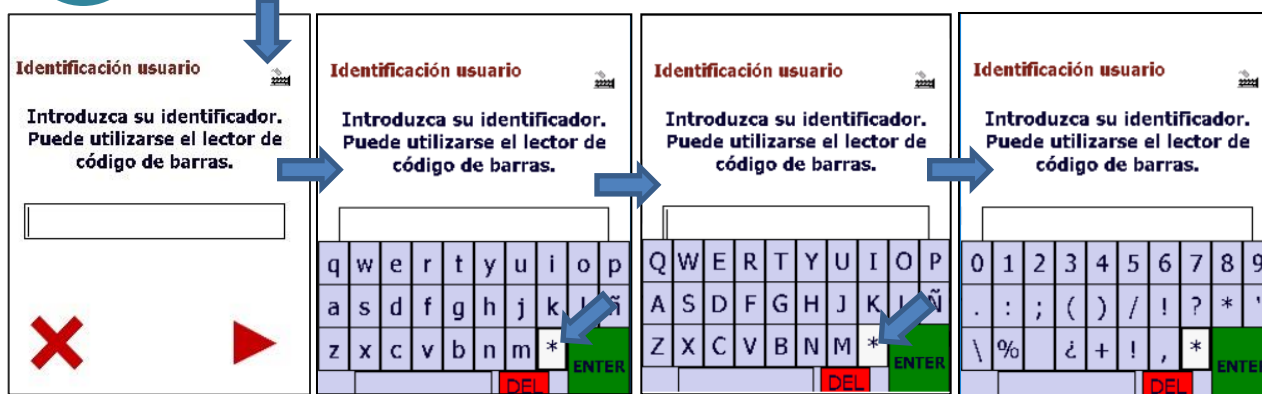 Identificación usuario
Introduzca su identificador.
Puede utilizarse el lector de
código de barras.
Identificación usuario
Introduzca su identificador.
Puede utilizarse el lector de
código de barras.
q w e r t y u i o p
a s d f g h j k ñ
z x c v b n m *
ENTER
DEL
Identificación usuario
Introduzca su identificador.
Puede utilizarse el lector de
código de barras.
Q W E R T Y U I O P
A S D F G H J K Ñ
Z X C V B N M *
ENTER
DEL
Identificación usuario
Introduzca su identificador.
Puede utilizarse el lector de
código de barras.
0 1 2 3 4 5 6 7 8 9
. : ; ( ) / ! ? * '
\ % ¿ + ! , *
ENTER
DEL